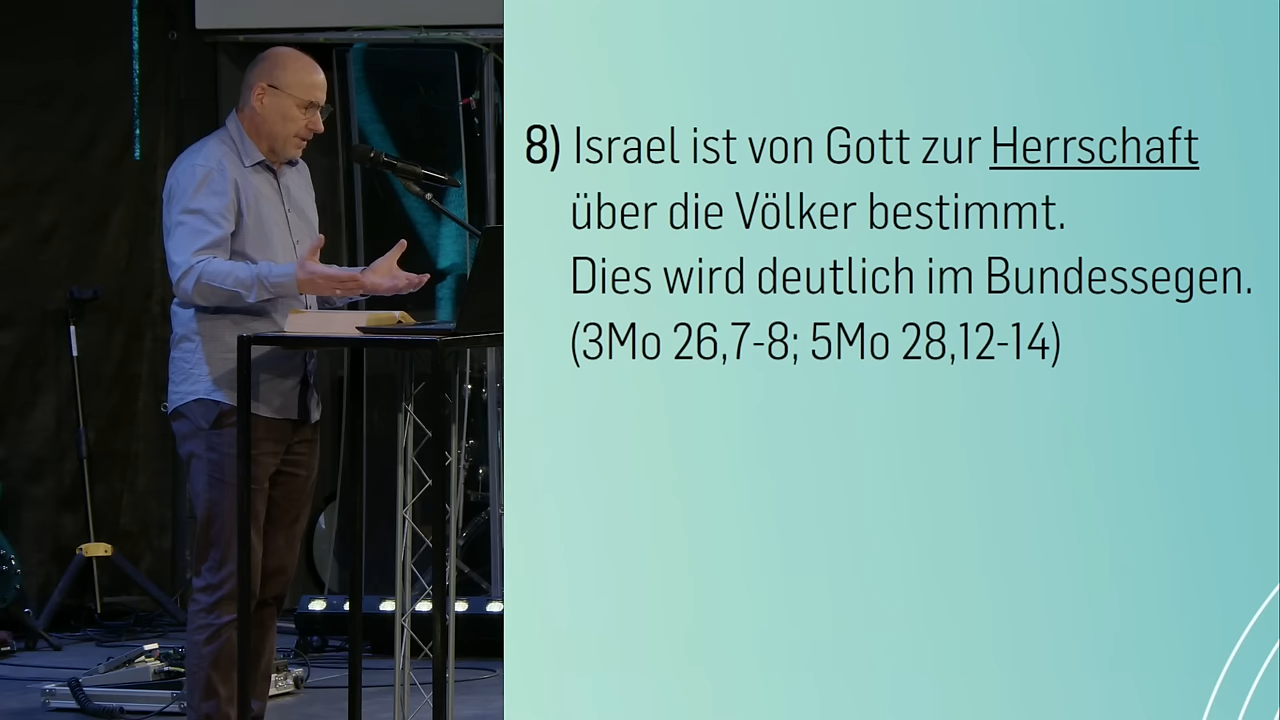 8) Israel ist von Gott zur Herrschaft
über die Völker bestimmt.
Dies wird deutlich im Bundessegen.
(3Mo 26,7-8; 5Mo 28,12-14)